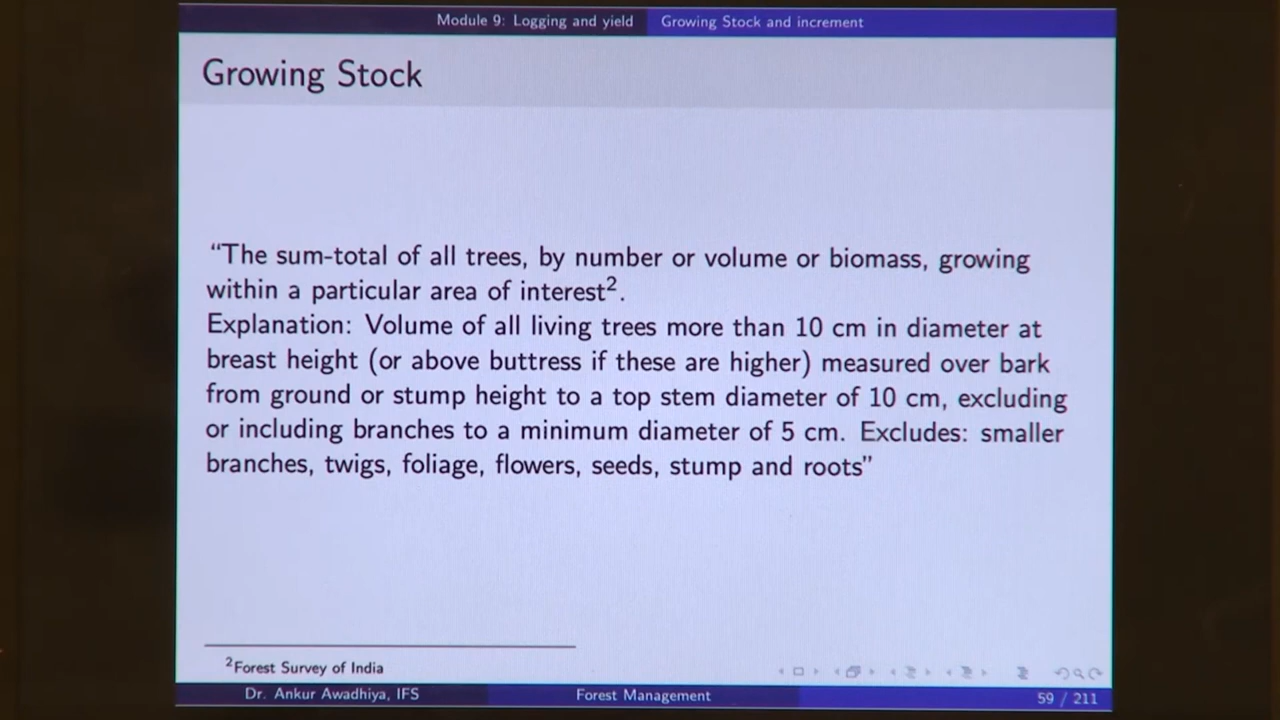 Module 9: Logging and yield Growing Stock and increment
Growing Stock
“The sum-total of all trees, by number or volume or biomass, growing
within a particular area of interest².
Explanation: Volume of all living trees more than 10 cm in diameter at
breast height (or above buttress if these are higher) measured over bark
from ground or stump height to a top stem diameter of 10 cm, excluding
or including branches to a minimum diameter of 5 cm. Excludes: smaller
branches, twigs, foliage, flowers, seeds, stump and roots”
²Forest Survey of India
Dr. Ankur Awadhiya, IFS Forest Management 59 / 211